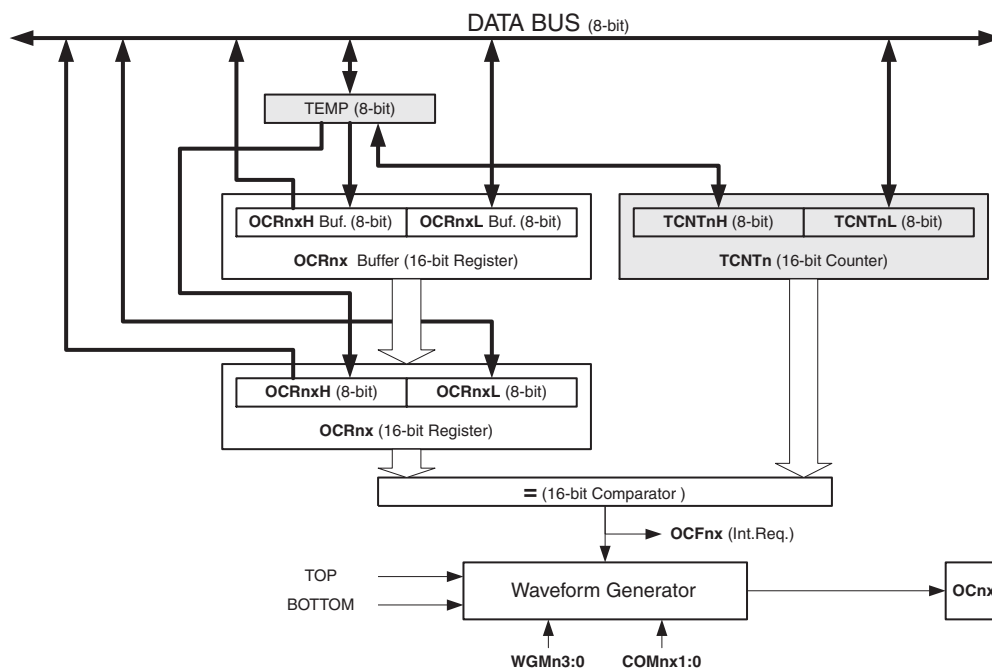 DATA BUS (8-bit)
TEMP (8-bit)
OCRnxH Buf. (8-bit)
OCRnxL Buf. (8-bit)
OCRnx Buffer (16-bit Register)
TCNTnH (8-bit)
TCNTnL (8-bit)
TCNTn (16-bit Counter)
OCRnxH (8-bit)
OCRnxL (8-bit)
OCRnx (16-bit Register)
= (16-bit Comparator )
OCFnx (Int.Req.)
TOP
BOTTOM
Waveform Generator
OCnx
WGMn3:0
COMnx1:0